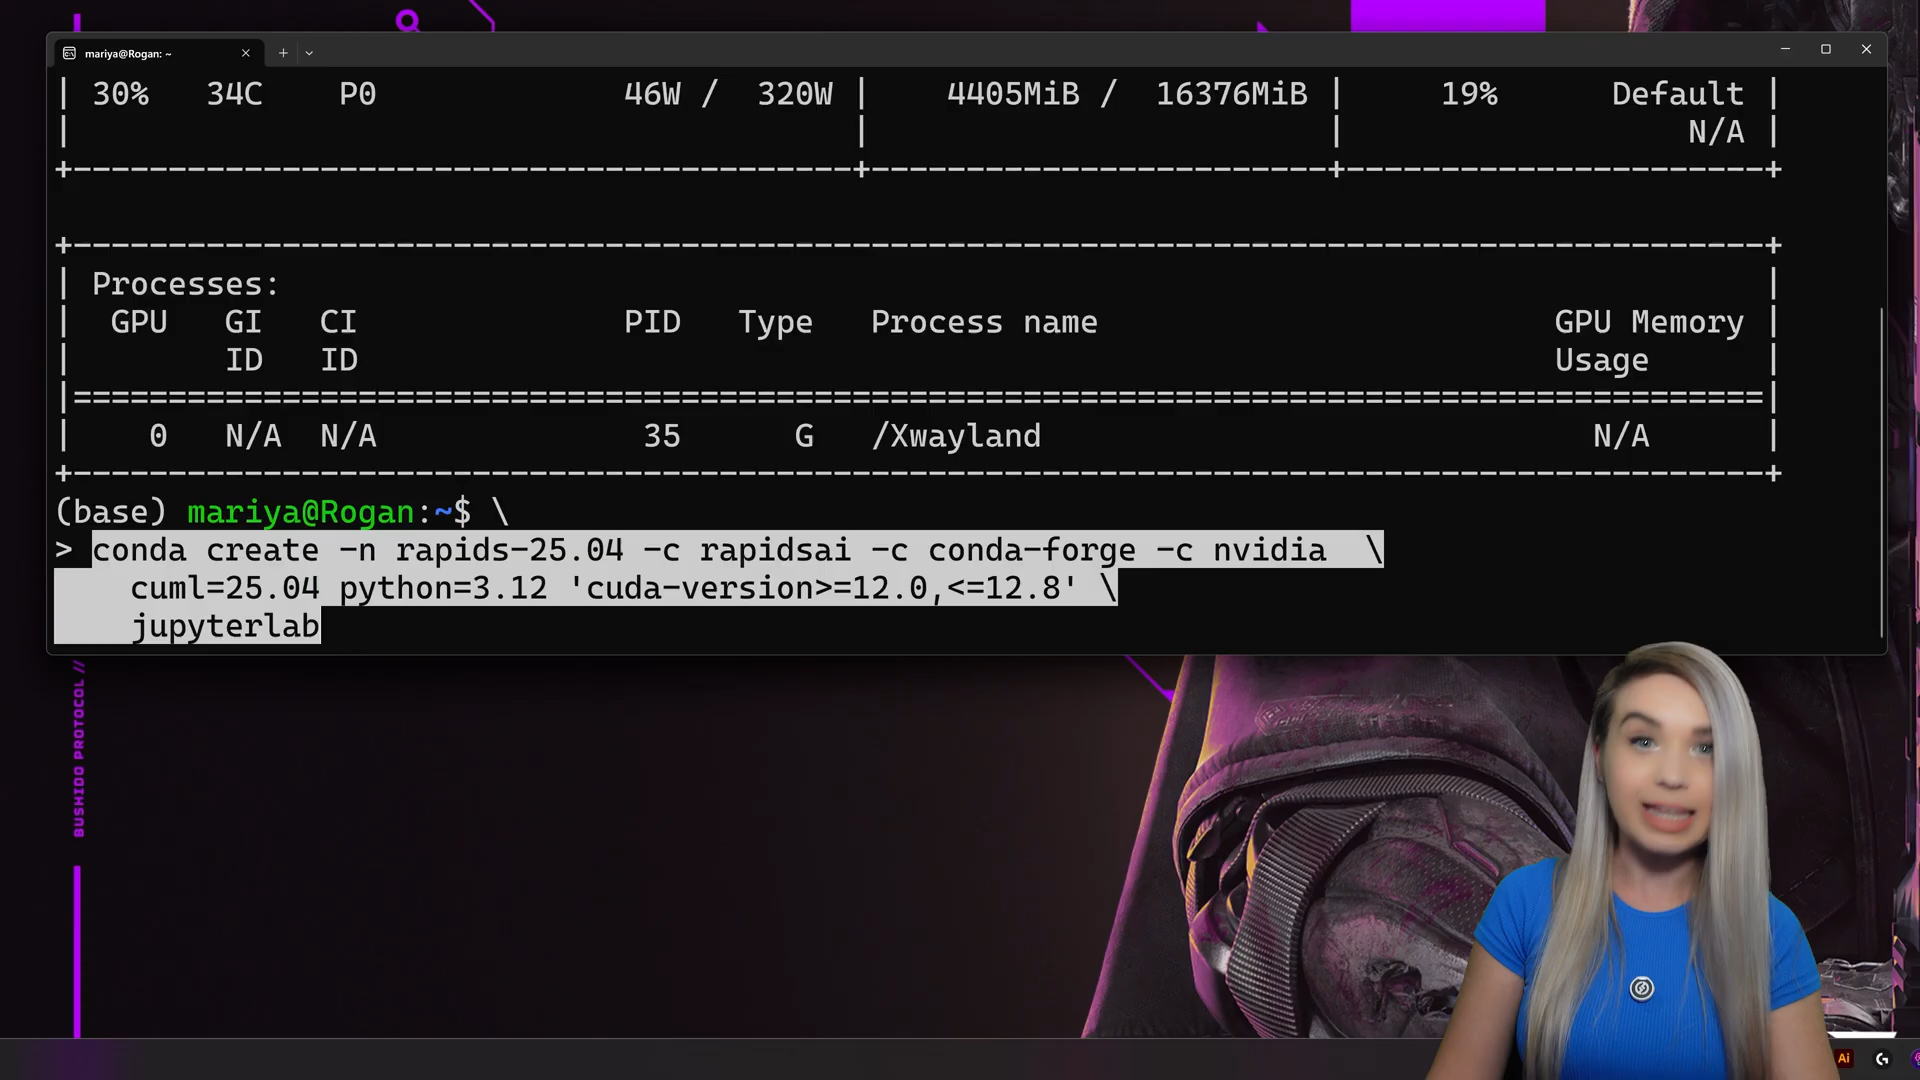 mariya@Rogan: ~
| 30% 34C P0 46W / 320W | 4405MiB / 16376MiB | 19% Default |
| | | N/A |
+-----------------------------------------+----------------------+----------------------+
+---------------------------------------------------------------------------------------+
| Processes: |
| GPU GI CI PID Type Process name GPU Memory |
| ID ID Usage |
|=======================================================================================|
| 0 N/A N/A 35 G /Xwayland N/A |
+---------------------------------------------------------------------------------------+
(base) mariya@Rogan:~$ \
> conda create -n rapids-25.04 -c rapidsai -c conda-forge -c nvidia \
cuml=25.04 python=3.12 'cuda-version>=12.0,<=12.8' \
jupyterlab
BUSHIDO PROTOCOL //
Ai